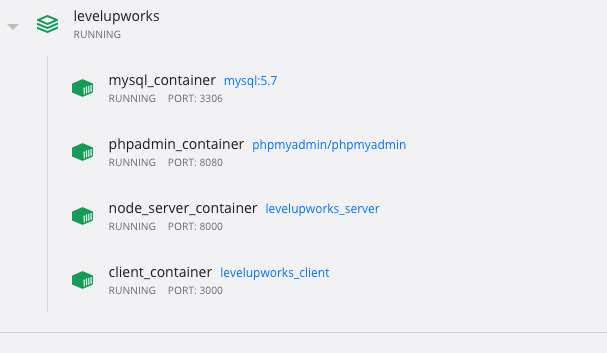 levelupworks
RUNNING
mysql_container mysql:5.7
RUNNING PORT: 3306
phpadmin_container phpmyadmin/phpmyadmin
RUNNING PORT: 8080
node_server_container levelupworks_server
RUNNING PORT: 8000
client_container levelupworks_client
RUNNING PORT: 3000